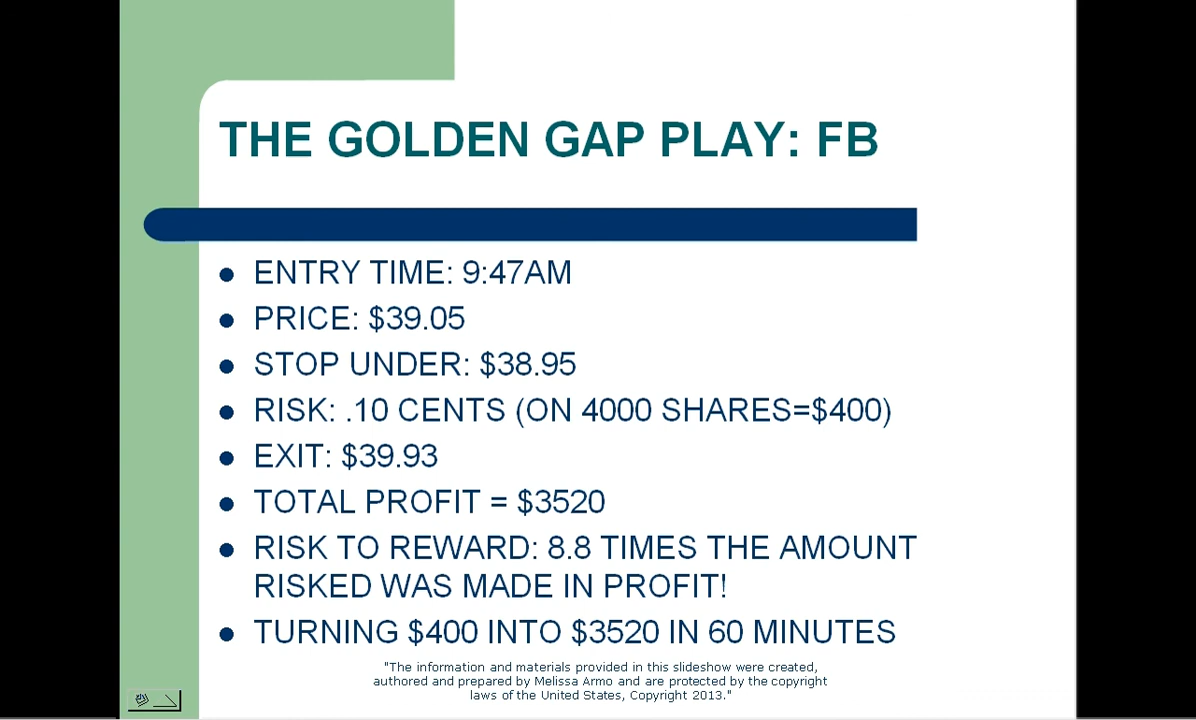 THE GOLDEN GAP PLAY: FB
ENTRY TIME: 9:47AM
PRICE: $39.05
STOP UNDER: $38.95
RISK: .10 CENTS (ON 4000 SHARES=$400)
EXIT: $39.93
TOTAL PROFIT = $3520
RISK TO REWARD: 8.8 TIMES THE AMOUNT
RISKED WAS MADE IN PROFIT!
TURNING $400 INTO $3520 IN 60 MINUTES
"The information and materials provided in this slideshow were created,
authored and prepared by Melissa Armo and are protected by the copyright
laws of the United States, Copyright 2013."